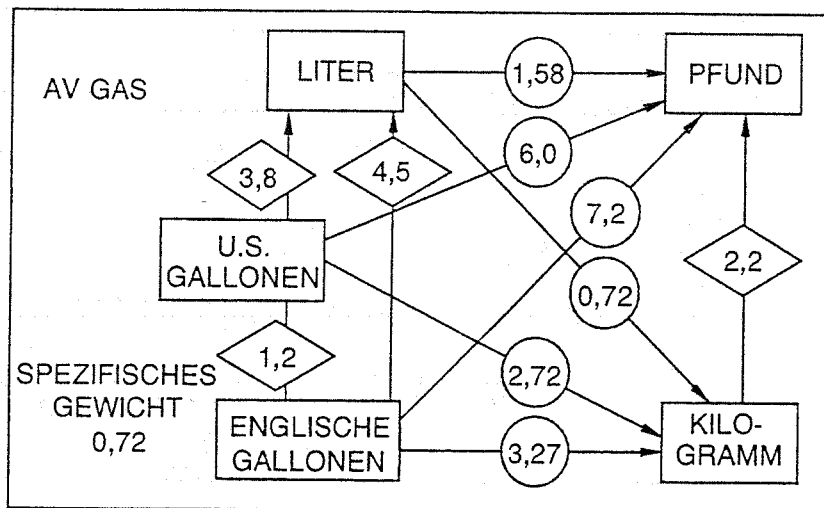 LITER
1,58
PFUND
AV GAS
6,0
3,8
4,5
7,2
U.S.
GALLONEN
2,2
0,72
1,2
SPEZIFISCHES
GEWICHT
0,72
2,72
ENGLISCHE
GALLONEN
3,27
KILO-
GRAMM